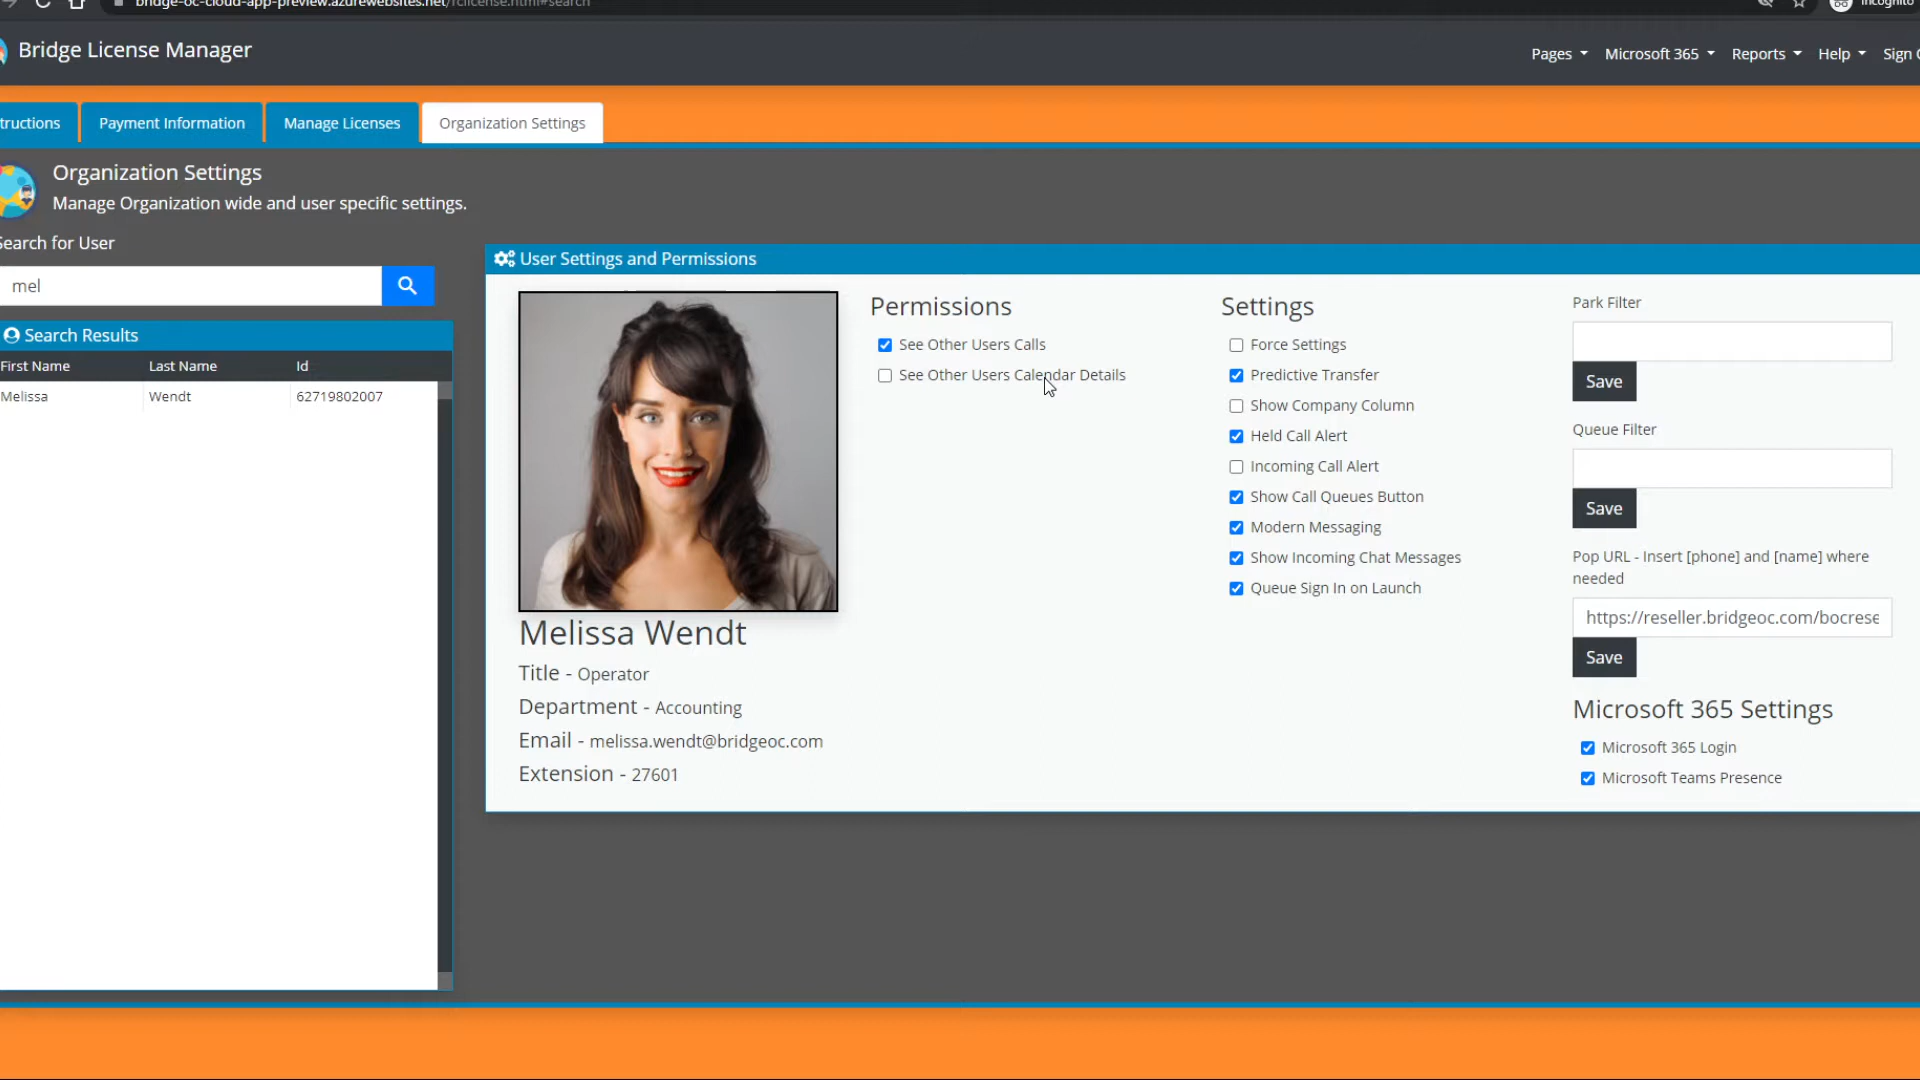 bridge-oc-cloud-app-preview.azurewebsites.net/rclicense.html#search
Incognito
Bridge License Manager
Pages
Microsoft 365
Reports
Help
Sign
tructions
Payment Information
Manage Licenses
Organization Settings
Organization Settings
Manage Organization wide and user specific settings.
Search for User
mel
Search Results
First Name Last Name Id
Melissa Wendt 62719802007
User Settings and Permissions
Melissa Wendt
Title - Operator
Department - Accounting
Email - melissa.wendt@bridgeoc.com
Extension - 27601
Permissions
See Other Users Calls
See Other Users Calendar Details
Settings
Force Settings
Predictive Transfer
Show Company Column
Held Call Alert
Incoming Call Alert
Show Call Queues Button
Modern Messaging
Show Incoming Chat Messages
Queue Sign In on Launch
Park Filter
Save
Queue Filter
Save
Pop URL - Insert [phone] and [name] where
needed
https://reseller.bridgeoc.com/bocrese
Save
Microsoft 365 Settings
Microsoft 365 Login
Microsoft Teams Presence